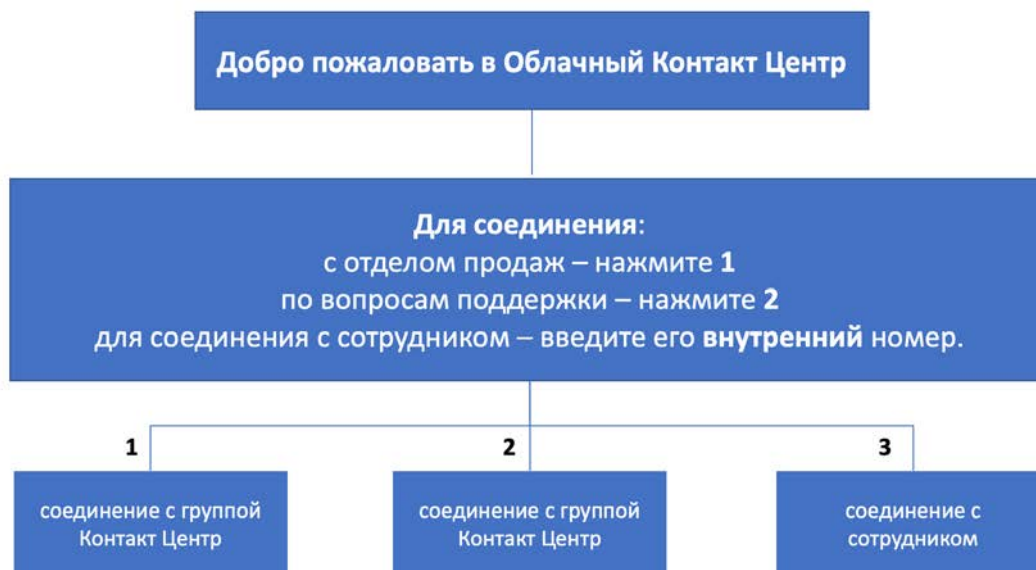 Добро пожаловать в Облачный Контакт Центр
Для соединения:
с отделом продаж – нажмите 1
по вопросам поддержки – нажмите 2
для соединения с сотрудником – введите его внутренний номер.
1
2
3
соединение с группой
Контакт Центр
соединение с группой
Контакт Центр
соединение с
сотрудником